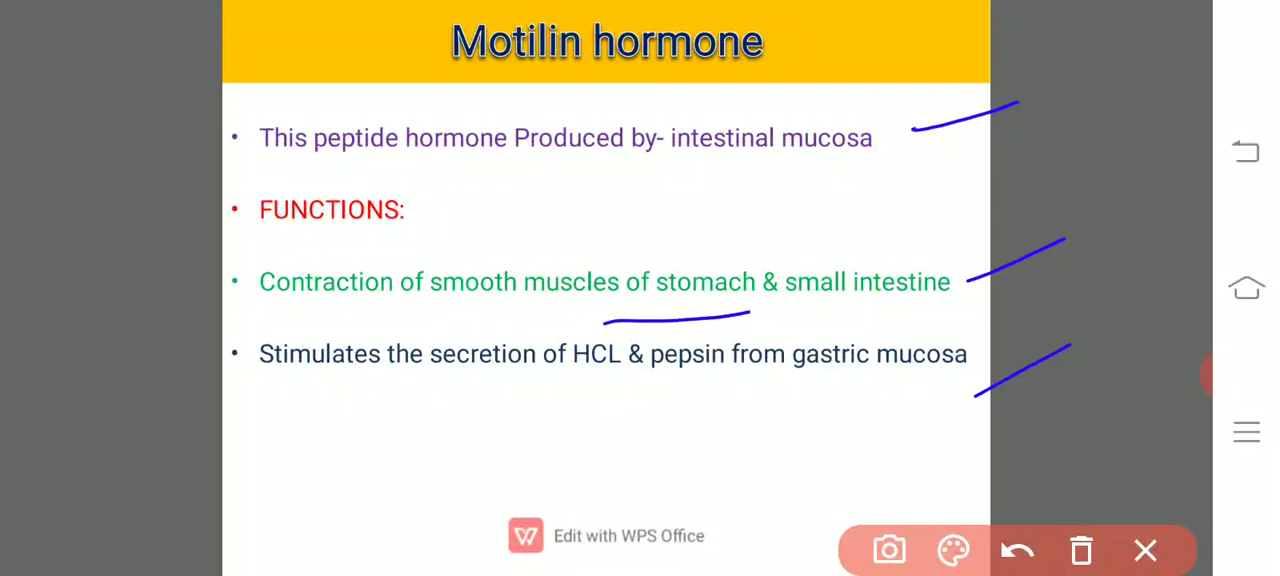 Motilin hormone
• This peptide hormone Produced by- intestinal mucosa
• FUNCTIONS:
• Contraction of smooth muscles of stomach & small intestine
• Stimulates the secretion of HCL & pepsin from gastric mucosa
Edit with WPS Office